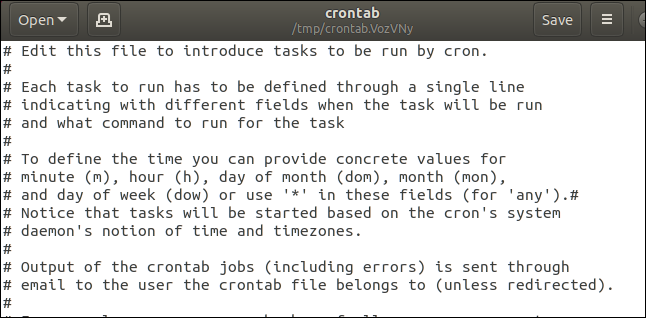 Open
crontab
/tmp/crontab.VozVNy
Save
# Edit this file to introduce tasks to be run by cron.
#
# Each task to run has to be defined through a single line
# indicating with different fields when the task will be run
# and what command to run for the task
#
# To define the time you can provide concrete values for
# minute (m), hour (h), day of month (dom), month (mon),
# and day of week (dow) or use '*' in these fields (for 'any').#
# Notice that tasks will be started based on the cron's system
# daemon's notion of time and timezones.
#
# Output of the crontab jobs (including errors) is sent through
# email to the user the crontab file belongs to (unless redirected).
#